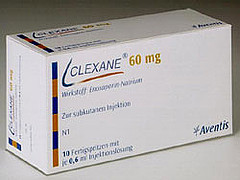 CLEXANE® 60 mg
Wirkstoff: Enoxaparin-Natrium
Zur subkutanen Injektion
N1
10 Fertigspritzen mit
je 0,6 ml Injektionslösung
Aventis